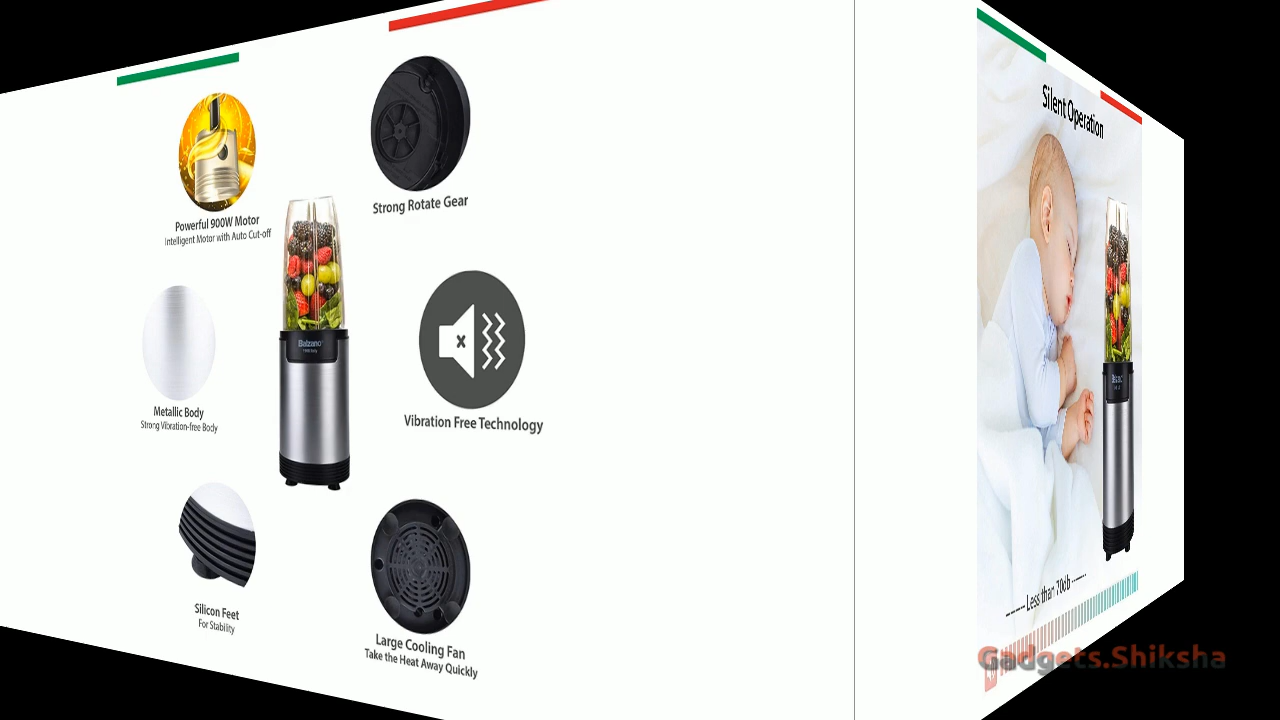 Powerful 900W Motor
Intelligent Motor with Auto Cut-off
Strong Rotate Gear
Balzano
Metallic Body
Strong Vibration-free Body
Vibration Free Technology
Silicon Feet
For Stability
Large Cooling Fan
Take the Heat Away Quickly
Silent Operation
Less than 70db
Gadgets.Shiksha